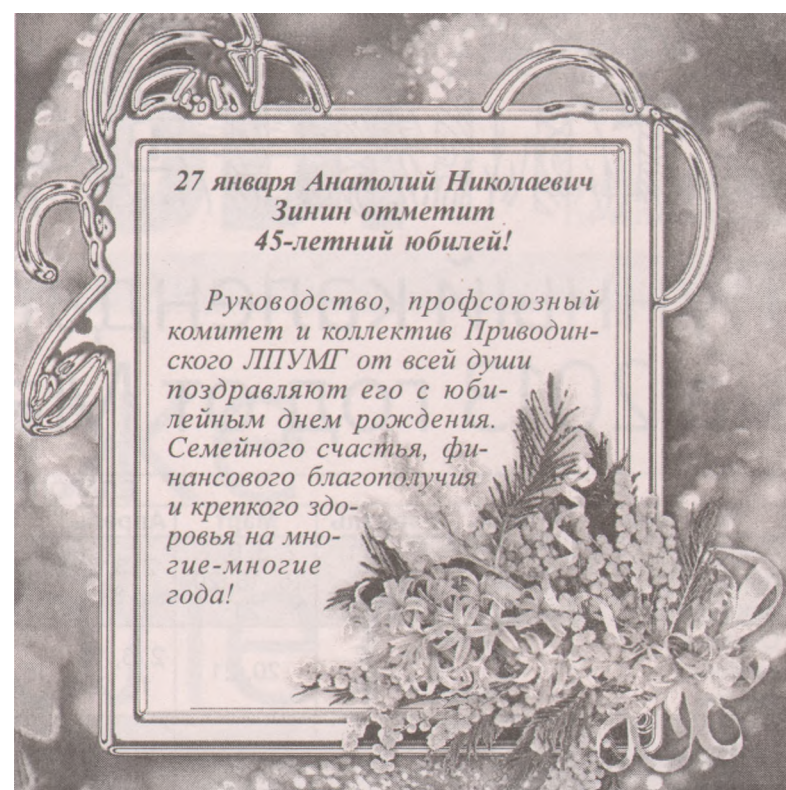 27 января Анатолий Николаевич
Зинин отметит
45-летний юбилей!
Руководство, профсоюзный
комитет и коллектив Приводин-
ского ЛПУМГ от всей души
поздравляют его с юби-
лейным днем рождения.
Семейного счастья, фи-
нансового благополучия
и крепкого здо-
ровья на мно-
гие-многие
года!